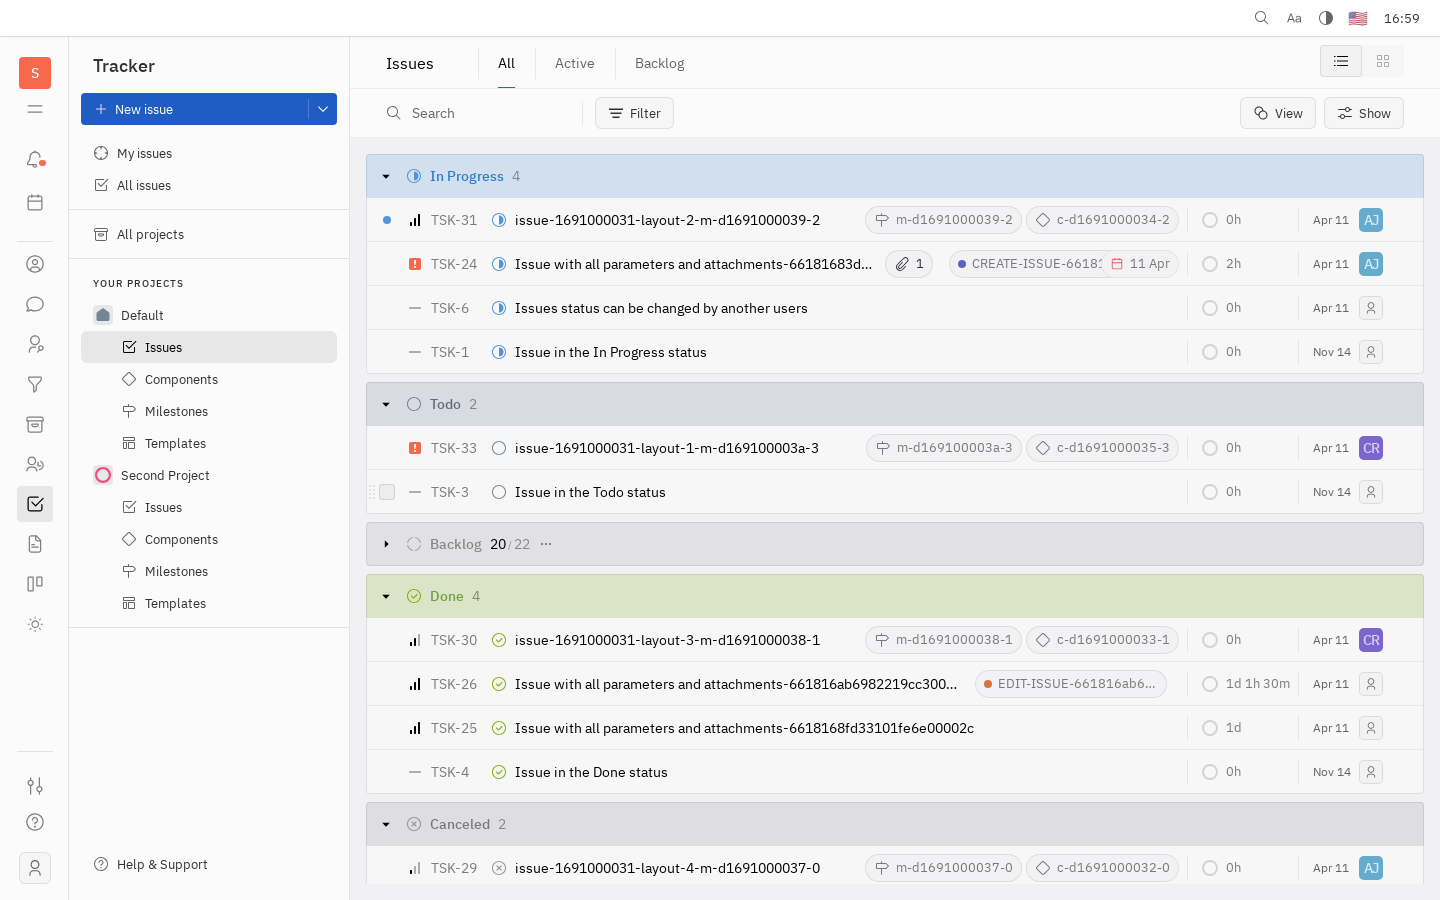 Aa
16:59
S
Tracker
New issue
My issues
All issues
All projects
YOUR PROJECTS
Default
Issues
Components
Milestones
Templates
Second Project
Issues
Components
Milestones
Templates
Help & Support
Issues
All
Active
Backlog
Search
Filter
View
Show
In Progress 4
TSK-31 issue-1691000031-layout-2-m-d1691000039-2 m-d1691000039-2 c-d1691000034-2 0h Apr 11 AJ
TSK-24 Issue with all parameters and attachments-66181683d... 1 CREATE-ISSUE-6618 11 Apr 2h Apr 11 AJ
TSK-6 Issues status can be changed by another users 0h Apr 11
TSK-1 Issue in the In Progress status 0h Nov 14
Todo 2
TSK-33 issue-1691000031-layout-1-m-d169100003a-3 m-d169100003a-3 c-d1691000035-3 0h Apr 11 CR
TSK-3 Issue in the Todo status 0h Nov 14
Backlog 20/22 ...
Done 4
TSK-30 issue-1691000031-layout-3-m-d1691000038-1 m-d1691000038-1 c-d1691000033-1 0h Apr 11 CR
TSK-26 Issue with all parameters and attachments-661816ab6982219cc300... EDIT-ISSUE-661816ab6... 1d 1h 30m Apr 11
TSK-25 Issue with all parameters and attachments-6618168fd33101fe6e00002c 1d Apr 11
TSK-4 Issue in the Done status 0h Nov 14
Canceled 2
TSK-29 issue-1691000031-layout-4-m-d1691000037-0 m-d1691000037-0 c-d1691000032-0 0h Apr 11 AJ